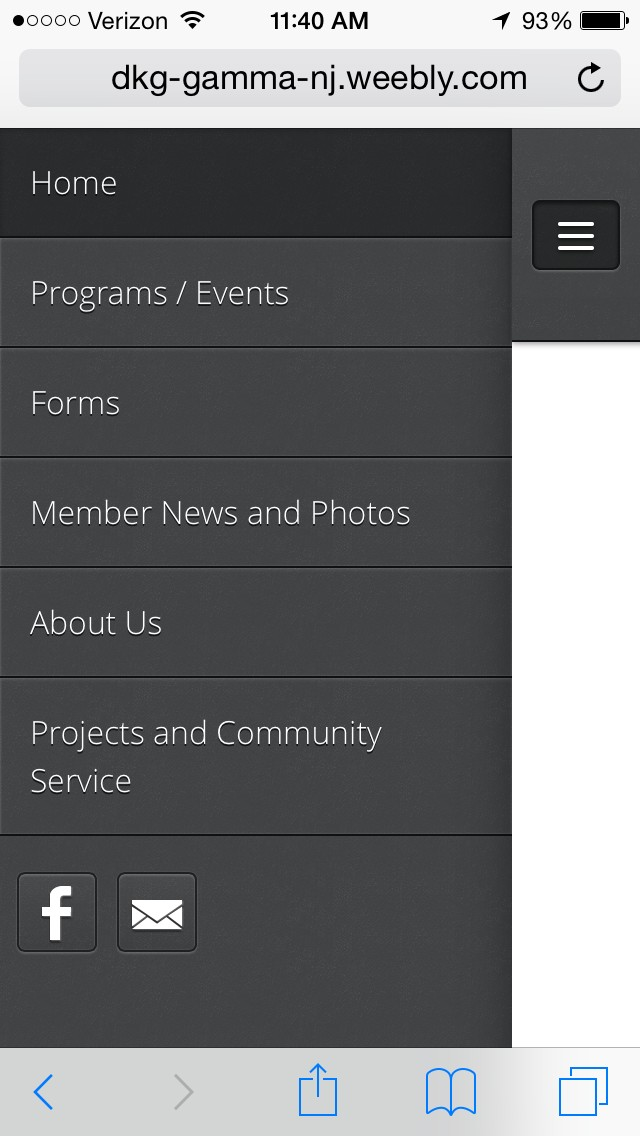 Verizon 11:40 AM 93%
dkg-gamma-nj.weebly.com
Home
Programs / Events
Forms
Member News and Photos
About Us
Projects and Community
Service